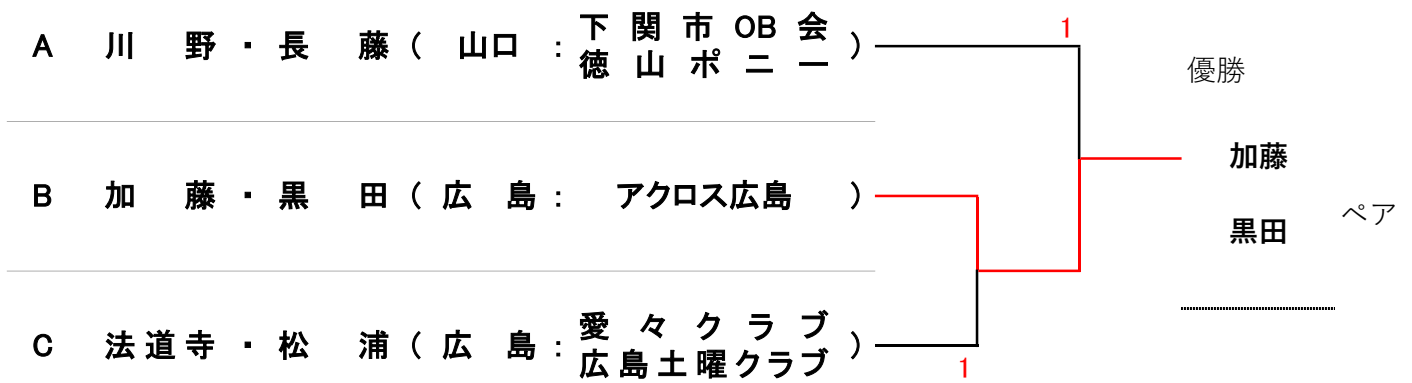 1
A 川 野 ・ 長 藤 ( 山口 : 下 関 市 OB 会 徳 山 ポ ニ ー )
優勝
加藤
B 加 藤 ・ 黒 田 ( 広 島 : アクロス広島 )
黒田
ペア
C 法道寺 ・ 松 浦 ( 広 島 : 愛 々 ク ラ ブ 広島土曜クラブ )
1